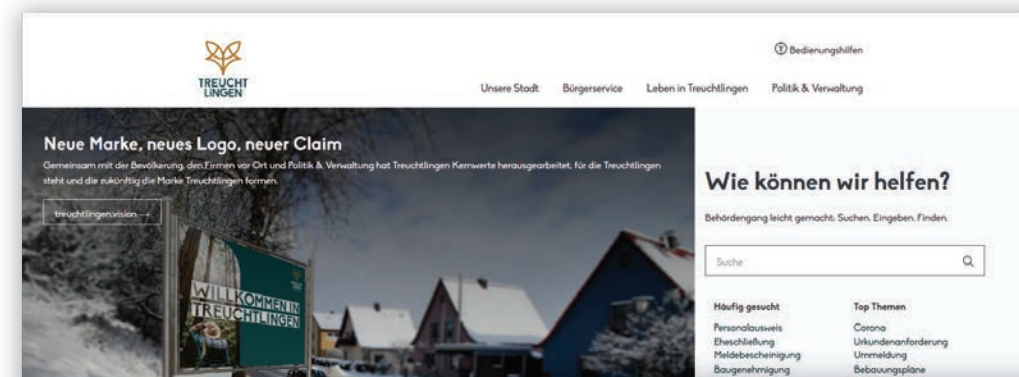 Bedienungshilfen
TREUCHT
LINGEN
Unsere Stadt Bürgerservice Leben in Treuchtlingen Politik & Verwaltung
Neue Marke, neues Logo, neuer Claim
Gemeinsam mit der Bevölkerung, den Firmen vor Ort und Politik & Verwaltung hat Treuchtlingen Kernwerte herausgearbeitet, für die Treuchtlingen
steht und die zukünftig die Marke Treuchtlingen formen.
treuchtlingen.vision →
WILLKOMMEN IN
TREUCHTLINGEN
Wie können wir helfen?
Behördengang leicht gemacht. Suchen. Eingeben. Finden.
Suche
Häufig gesucht
Personalausweis
Eheschließung
Meldebescheinigung
Baugenehmigung
Top Themen
Corona
Urkundenanforderung
Ummeldung
Bebauungspläne